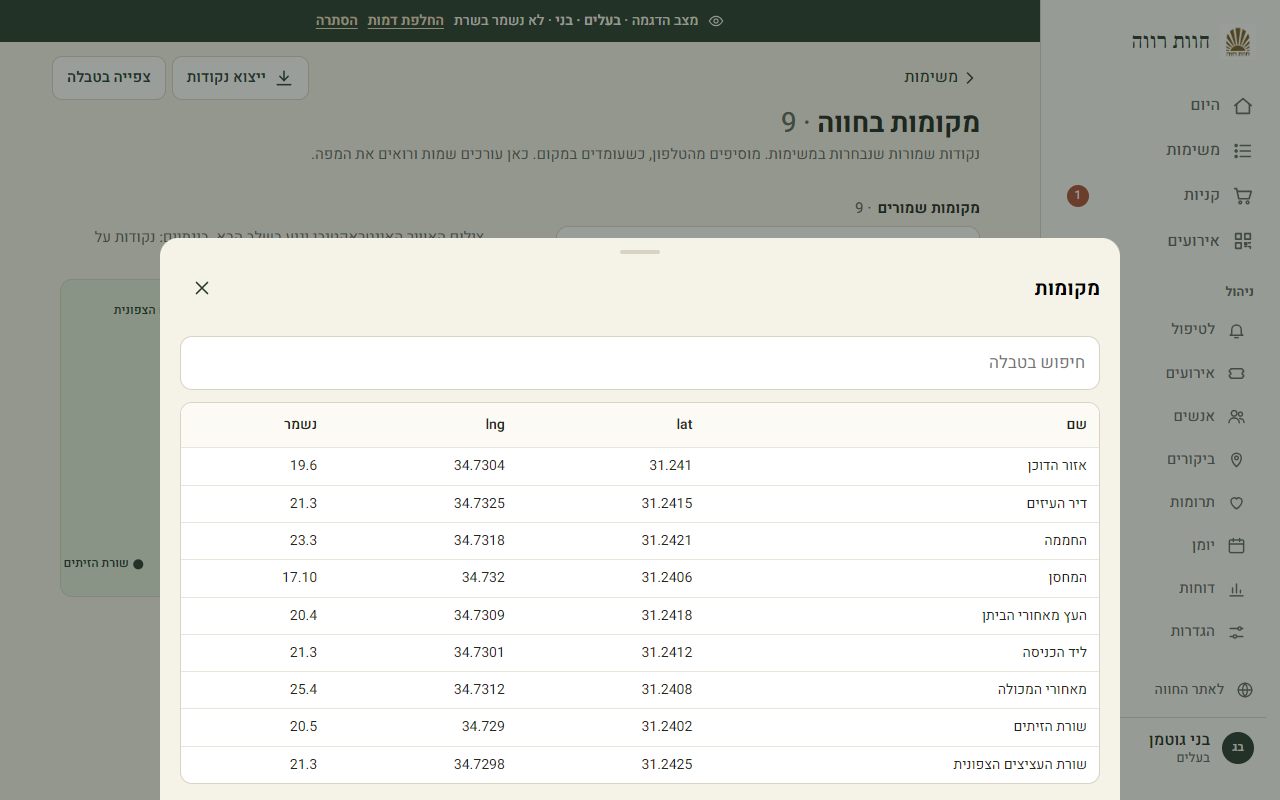 מצב הדגמה · בעלים · בני · לא נשמר בשרת החלפת דמות הסתרה
חוות רווה
היום
משימות
קניות
1
אירועים
ניהול
לטיפול
אירועים
אנשים
ביקורים
תרומות
יומן
דוחות
הגדרות
לאתר החווה
בג
בני גוטמן
בעלים
משימות
ייצוא נקודות
צפייה בטבלה
מקומות בחווה · 9
נקודות שמורות שנבחרות במשימות. מוסיפים מהטלפון, כשעומדים במקום. כאן עורכים שמות ורואים את המפה.
מקומות שמורים · 9
הצפונית
שורת הזיתים
מקומות
חיפוש בטבלה
שם lat lng נשמר
אזור הדוכן 31.241 34.7304 19.6
דיר העיזים 31.2415 34.7325 21.3
החממה 31.2421 34.7318 23.3
המחסן 31.2406 34.732 17.10
העץ מאחורי הביתן 31.2418 34.7309 20.4
ליד הכניסה 31.2412 34.7301 21.3
מאחורי המכולה 31.2408 34.7312 25.4
שורת הזיתים 31.2402 34.729 20.5
שורת העציצים הצפונית 31.2425 34.7298 21.3